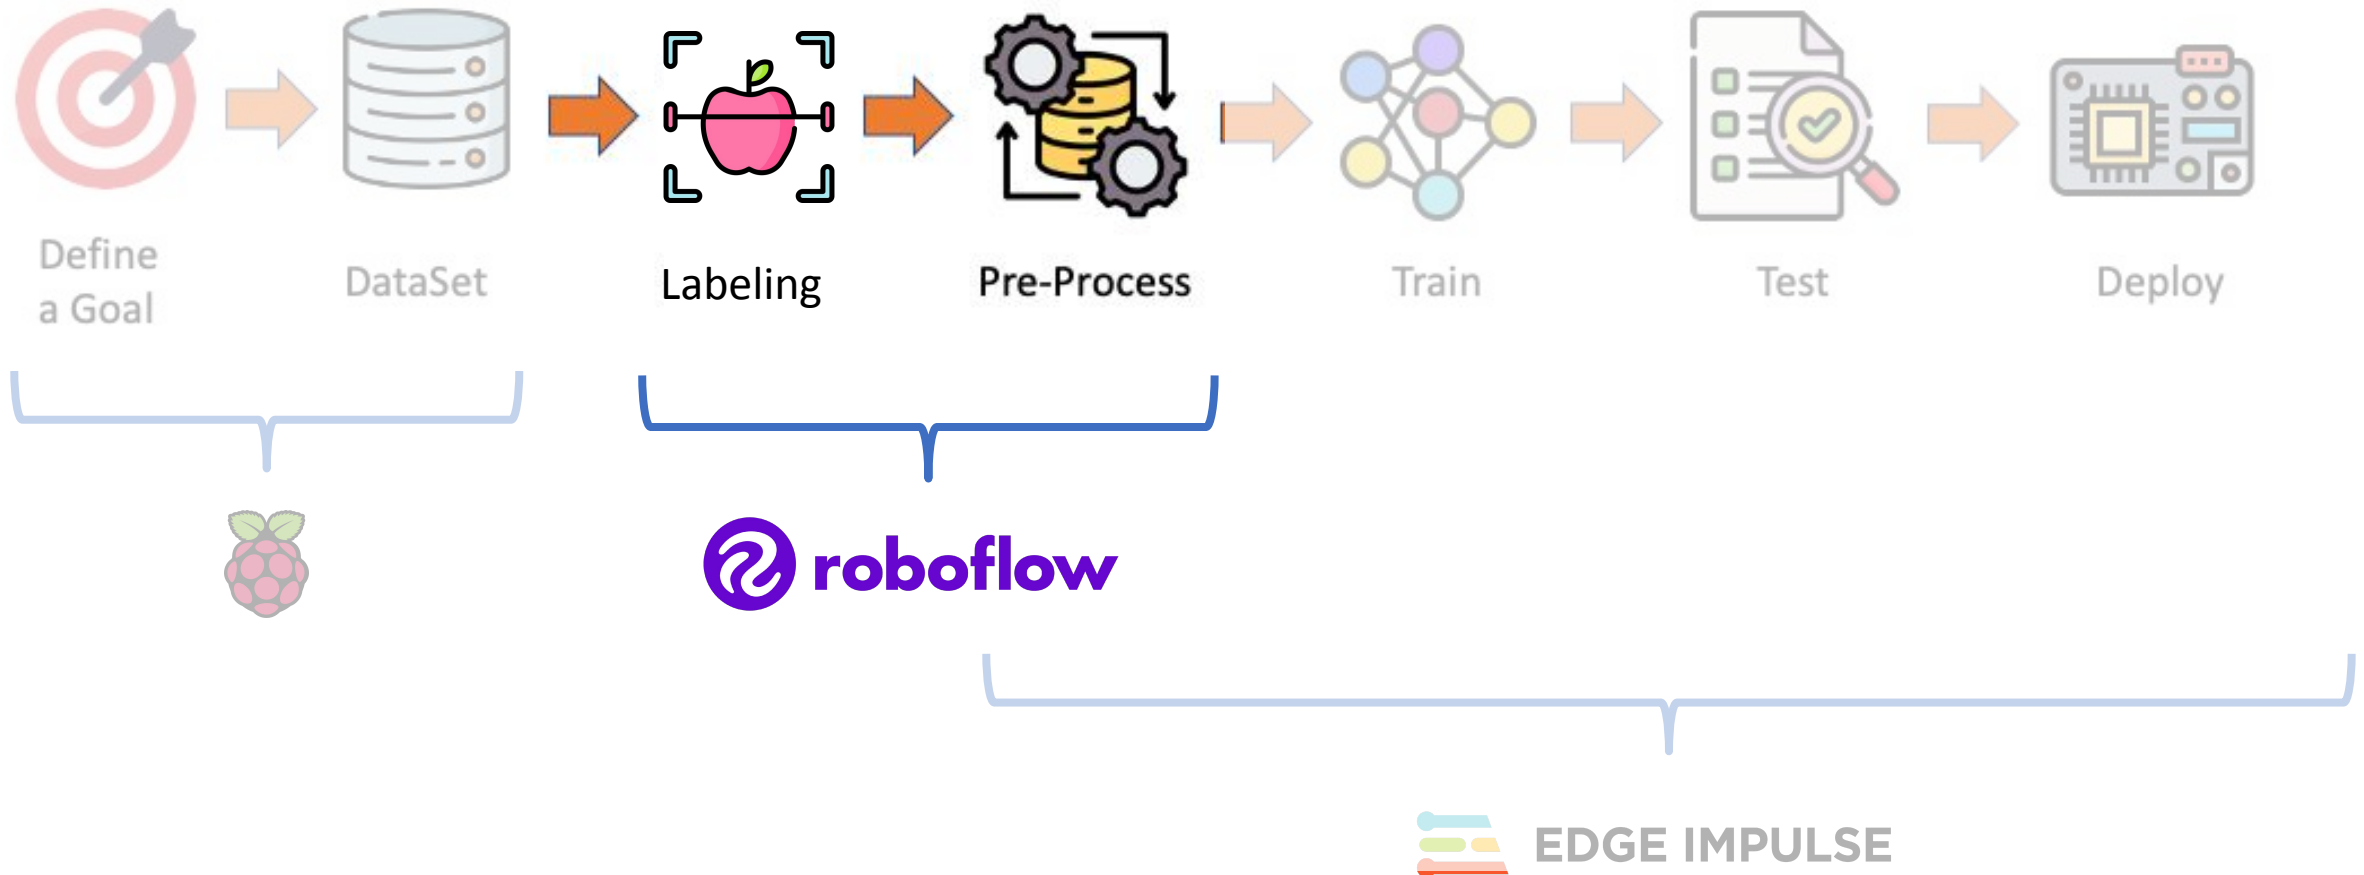 Define
a Goal
DataSet
Labeling
Pre-Process
Train
Test
Deploy
roboflow
EDGE IMPULSE